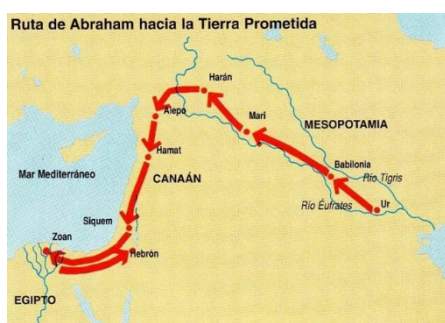 Ruta de Abraham hacia la Tierra Prometida
Harán
Alepo
Mari
MESOPOTAMIA
Hamat
Babilonia
Río Tigris
Mar Mediterráneo
CANAÁN
Río Éufrates
Ur
Siquem
Zoan
Hebrón
EGIPTO